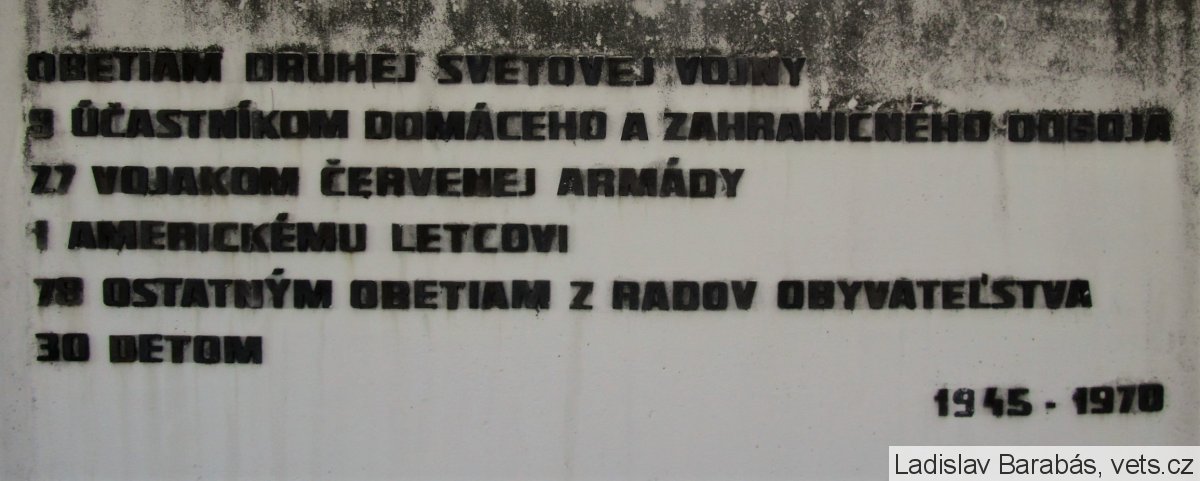 OBETIAM DRUHEJ SVETOVEJ VOJNY
9 ÚČASTNÍKOM DOMÁCEHO A ZAHRANIČNÉHO ODBOJA
27 VOJAKOM ČERVENEJ ARMÁDY
1 AMERICKÉMU LETCOVI
78 OSTATNÝM OBETIAM Z RADOV OBYVATEĽSTVA
30 DETOM
1945 - 1970
Ladislav Barabás, vets.cz